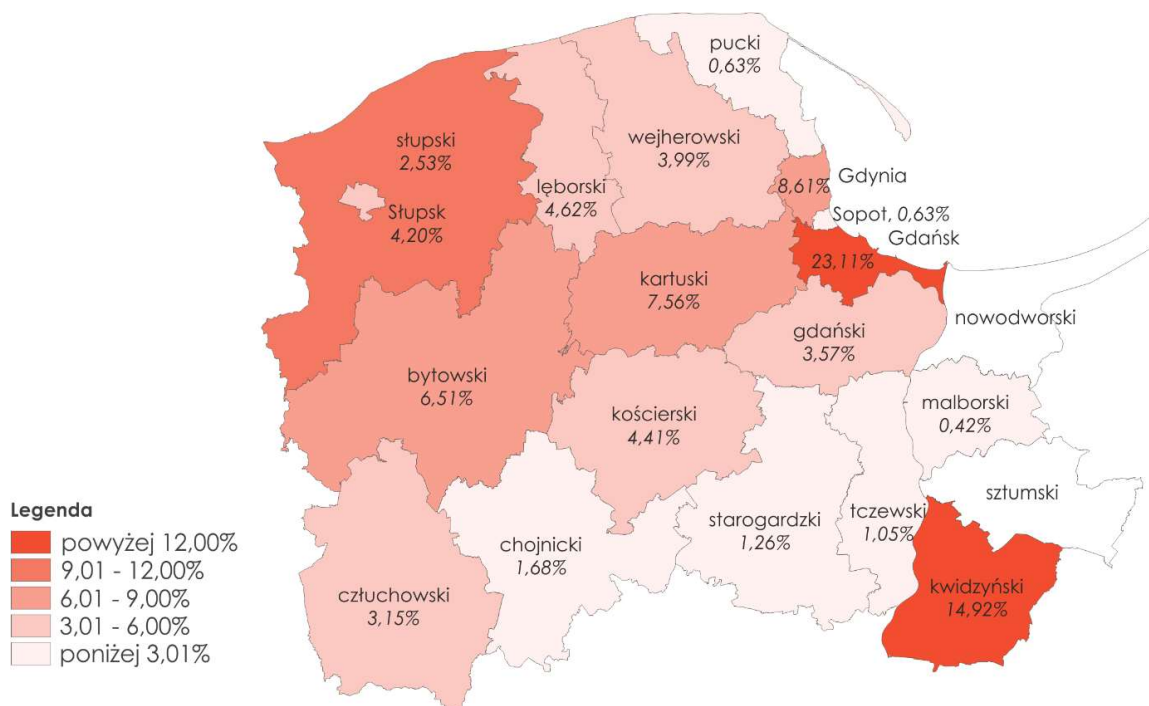 pucki
0,63%
słupski
2,53%
wejherowski
3,99%
lęborski
4,62%
8,61%
Gdynia
Słupsk
4,20%
Sopot, 0,63%
Gdańsk
23,11%
kartuski
7,56%
nowodworski
gdański
3,57%
bytowski
6,51%
kościerski
4,41%
malborski
0,42%
sztumski
Legenda
powyżej 12,00%
9,01 - 12,00%
6,01 - 9,00%
3,01 - 6,00%
poniżej 3,01%
człuchowski
3,15%
chojnicki
1,68%
starogardzki
1,26%
tczewski
1,05%
kwidzyński
14,92%